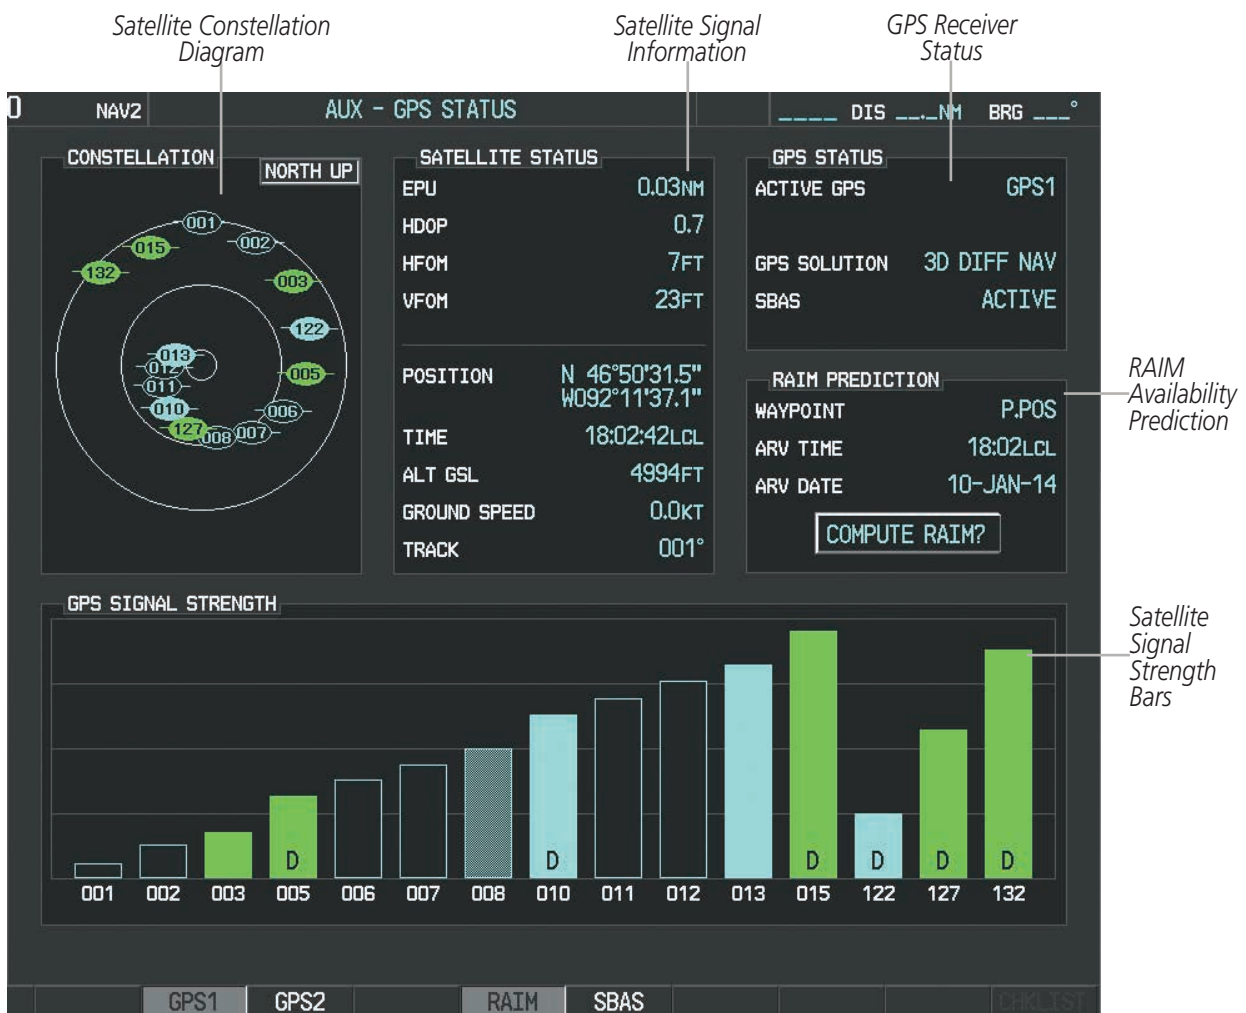 Satellite Constellation
Diagram
Satellite Signal
Information
GPS Receiver
Status
NAV2
AUX - GPS STATUS
____ DIS __._NM BRG ___°
CONSTELLATION
NORTH UP
001
002
015
132
003
122
013
012
005
011
010
006
127
008
007
SATELLITE STATUS
EPU 0.03NM
HDOP 0.7
HFOM 7FT
VFOM 23FT
POSITION N 46°50'31.5"
W092°11'37.1"
TIME 18:02:42LCL
ALT GSL 4994FT
GROUND SPEED 0.0KT
TRACK 001°
GPS STATUS
ACTIVE GPS GPS1
GPS SOLUTION 3D DIFF NAV
SBAS ACTIVE
RAIM PREDICTION
WAYPOINT P.POS
ARV TIME 18:02LCL
ARV DATE 10-JAN-14
COMPUTE RAIM?
RAIM
Availability
Prediction
GPS SIGNAL STRENGTH
D D D D D D
001 002 003 005 006 007 008 010 011 012 013 015 122 127 132
Satellite
Signal
Strength
Bars
GPS1 GPS2 RAIM SBAS CHKLIST